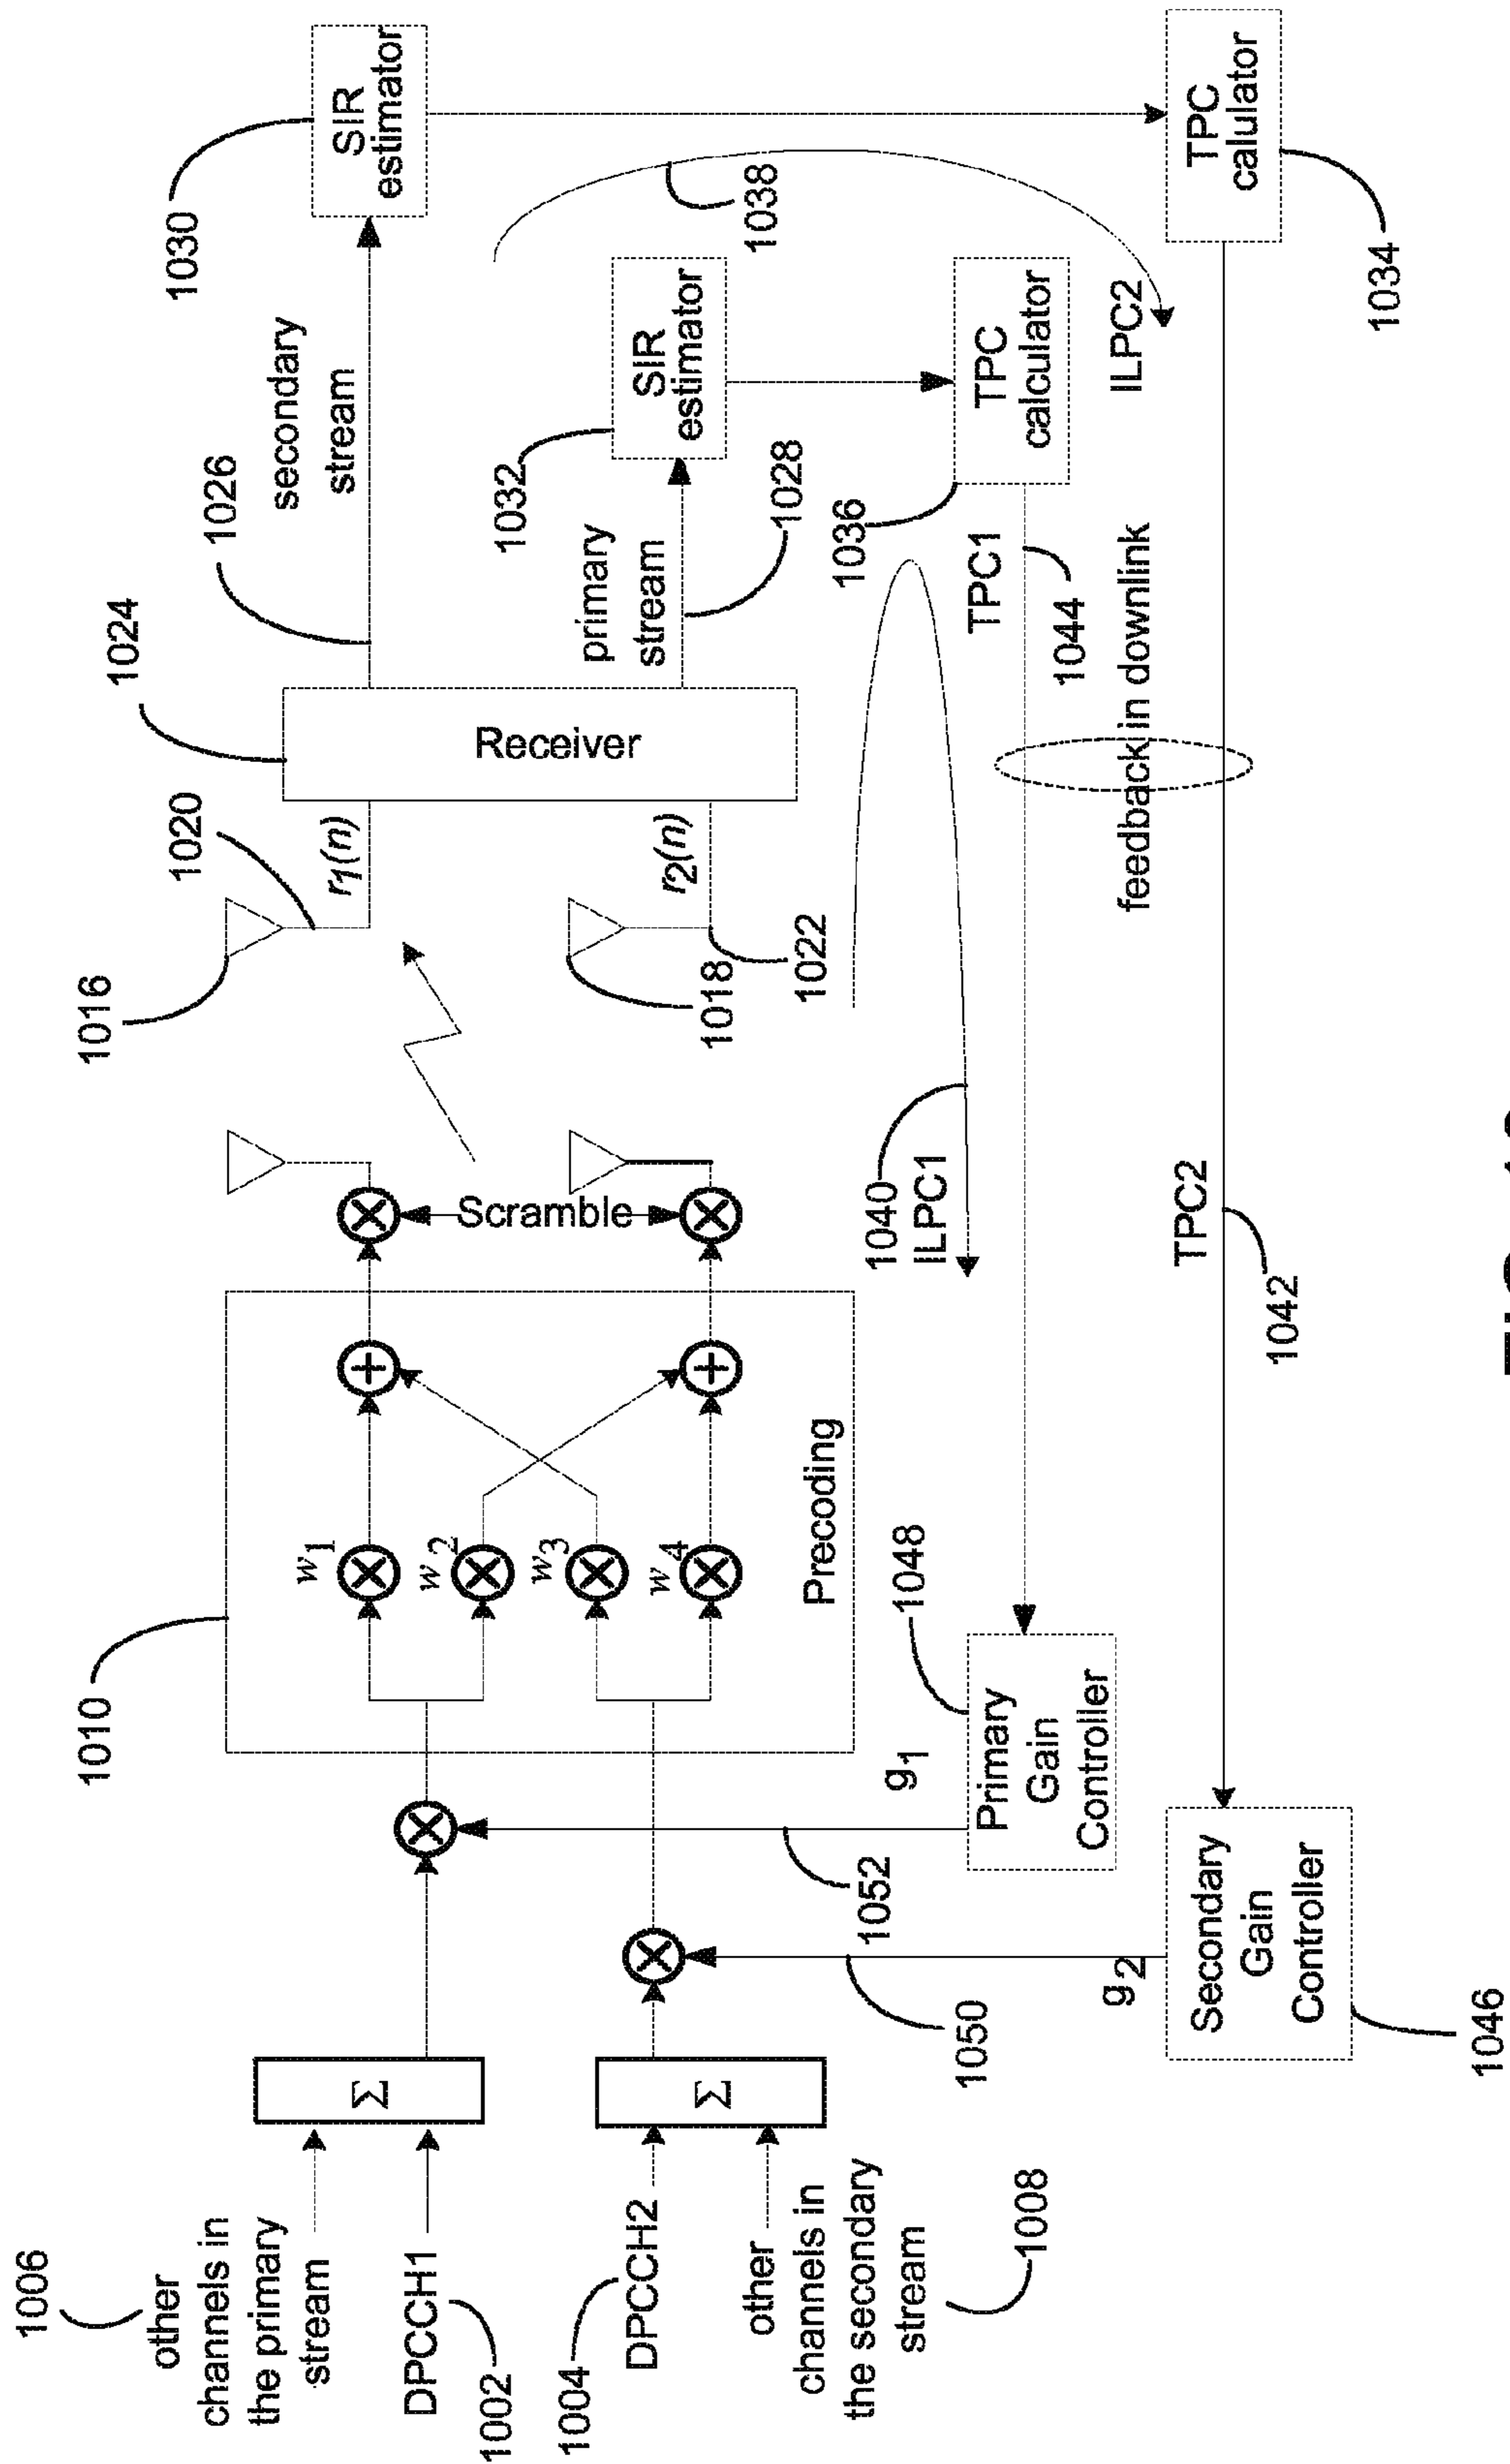 1006
other
channels in
the primary
stream
DPCCH1
1002
1004
DPCCH2
other
channels in
the secondary
stream
1008
Σ
Σ
1010
w1
w2
w3
w4
Precoding
Scramble
1016
1020
r1(n)
1018
1022
r2(n)
1024
Receiver
1026
secondary
stream
primary
stream
1028
1030
SIR
estimator
1032
SIR
estimator
1038
1036
TPC
calculator
ILPC2
TPC
calulator
1034
1040
ILPC1
TPC1
1044
feedback in downlink
TPC2
1042
g1
1048
Primary
Gain
Controller
1052
g2
1050
Secondary
Gain
Controller
1046